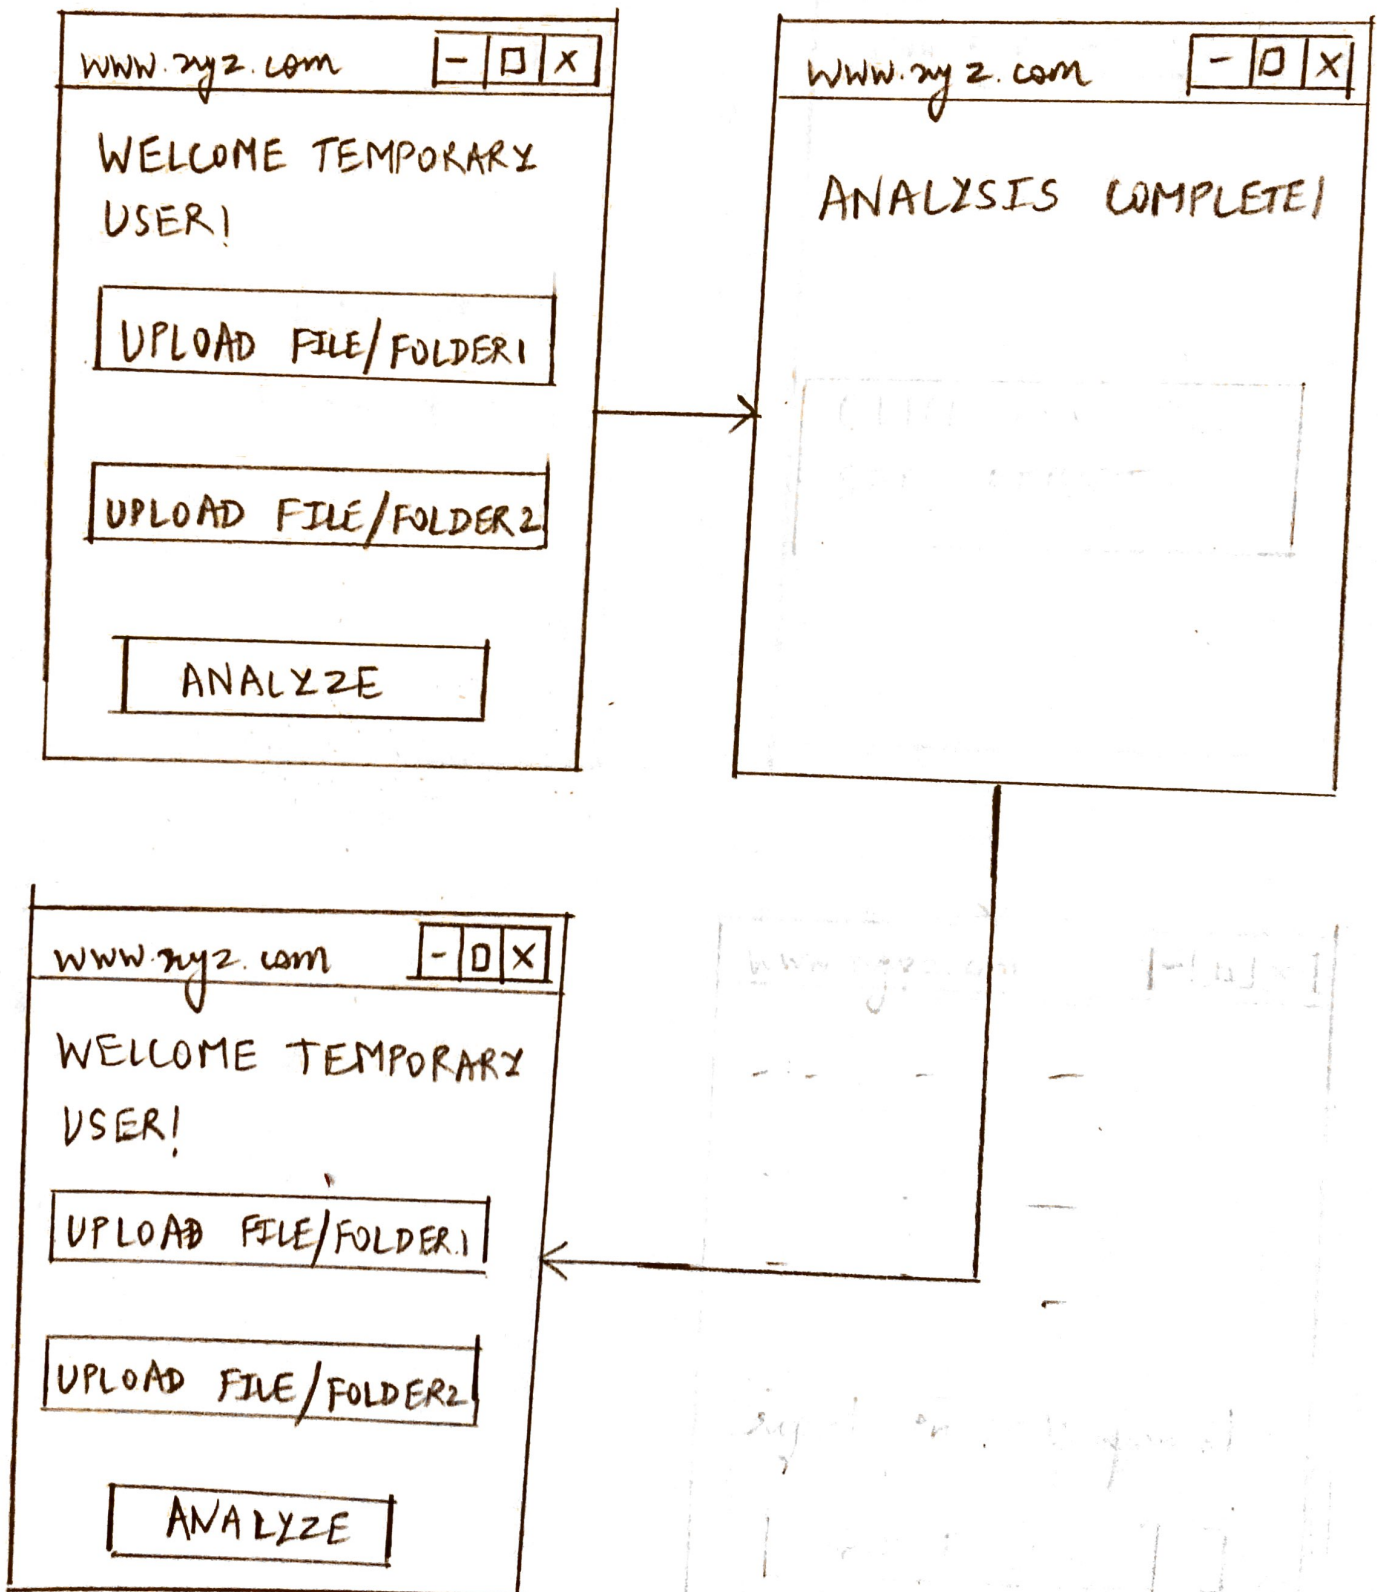 www.xyz.com - □ X
WELCOME TEMPORARY
USER!
UPLOAD FILE/FOLDER1
UPLOAD FILE/FOLDER2
ANALYZE
www.xyz.com - □ X
ANALYSIS COMPLETE!
www.xyz.com - □ X
WELCOME TEMPORARY
USER!
UPLOAD FILE/FOLDER1
UPLOAD FILE/FOLDER2
ANALYZE